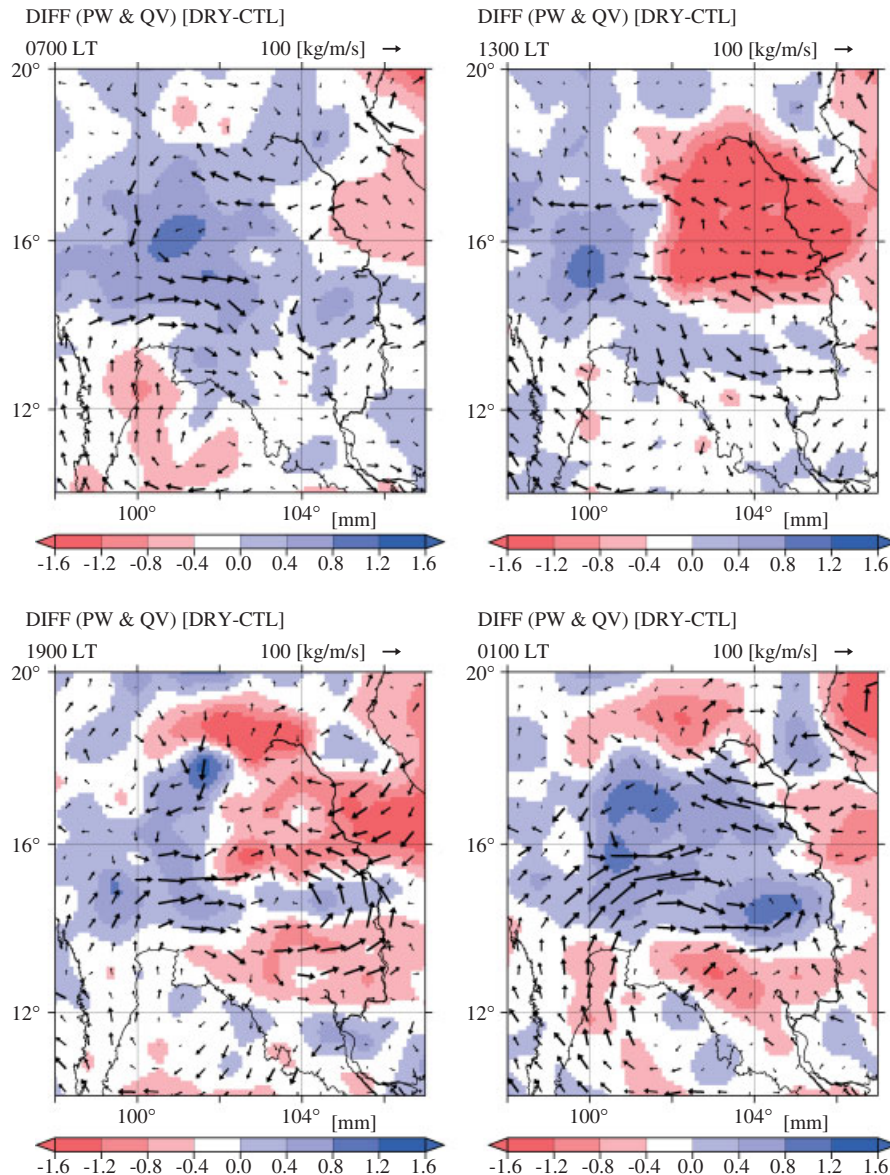 DIFF (PW & QV) [DRY-CTL]
0700 LT 100 [kg/m/s]
20°
16°
12°
100° 104° [mm]
-1.6 -1.2 -0.8 -0.4 0.0 0.4 0.8 1.2 1.6
DIFF (PW & QV) [DRY-CTL]
1300 LT 100 [kg/m/s]
20°
16°
12°
100° 104° [mm]
-1.6 -1.2 -0.8 -0.4 0.0 0.4 0.8 1.2 1.6
DIFF (PW & QV) [DRY-CTL]
1900 LT 100 [kg/m/s]
20°
16°
12°
100° 104° [mm]
-1.6 -1.2 -0.8 -0.4 0.0 0.4 0.8 1.2 1.6
DIFF (PW & QV) [DRY-CTL]
0100 LT 100 [kg/m/s]
20°
16°
12°
100° 104° [mm]
-1.6 -1.2 -0.8 -0.4 0.0 0.4 0.8 1.2 1.6